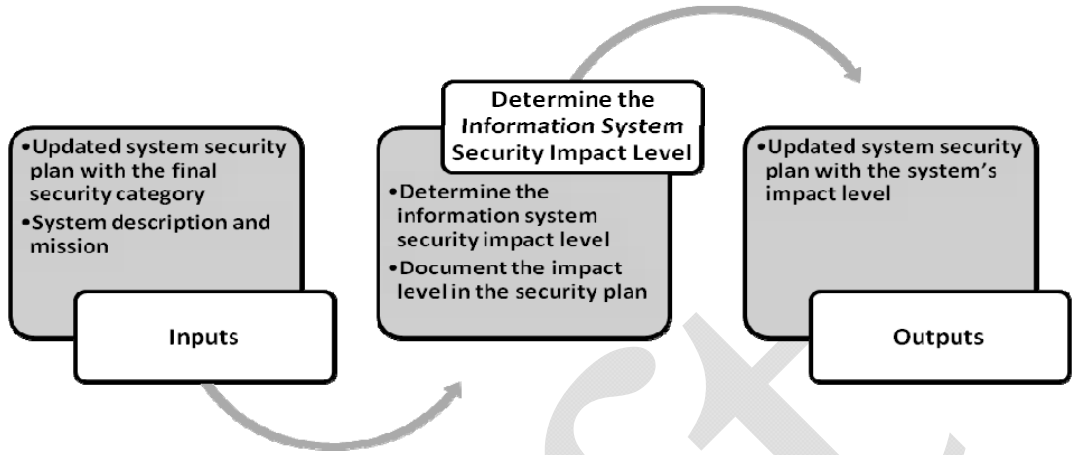 •Updated system security
plan with the final
security category
•System description and
mission
Inputs
Determine the
Information System
Security Impact Level
•Determine the
information system
security impact level
•Document the impact
level in the security plan
•Updated system security
plan with the system's
impact level
Outputs